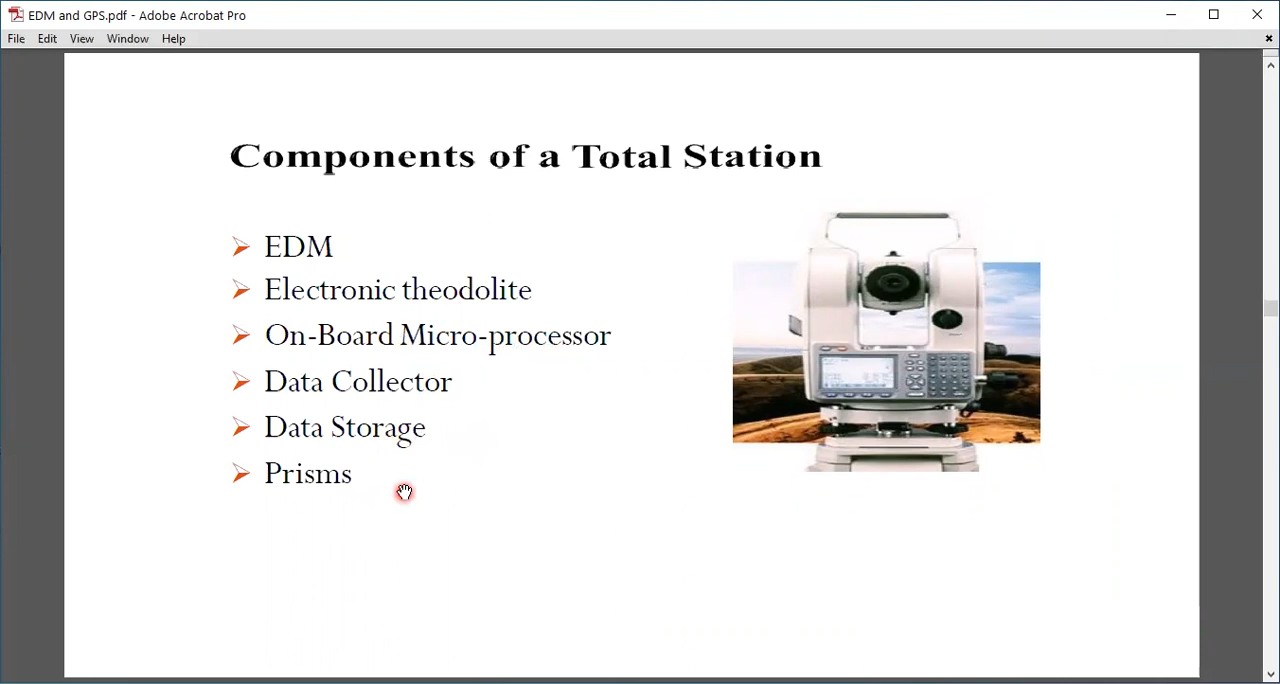 EDM and GPS.pdf - Adobe Acrobat Pro
File Edit View Window Help
Components of a Total Station
EDM
Electronic theodolite
On-Board Micro-processor
Data Collector
Data Storage
Prisms